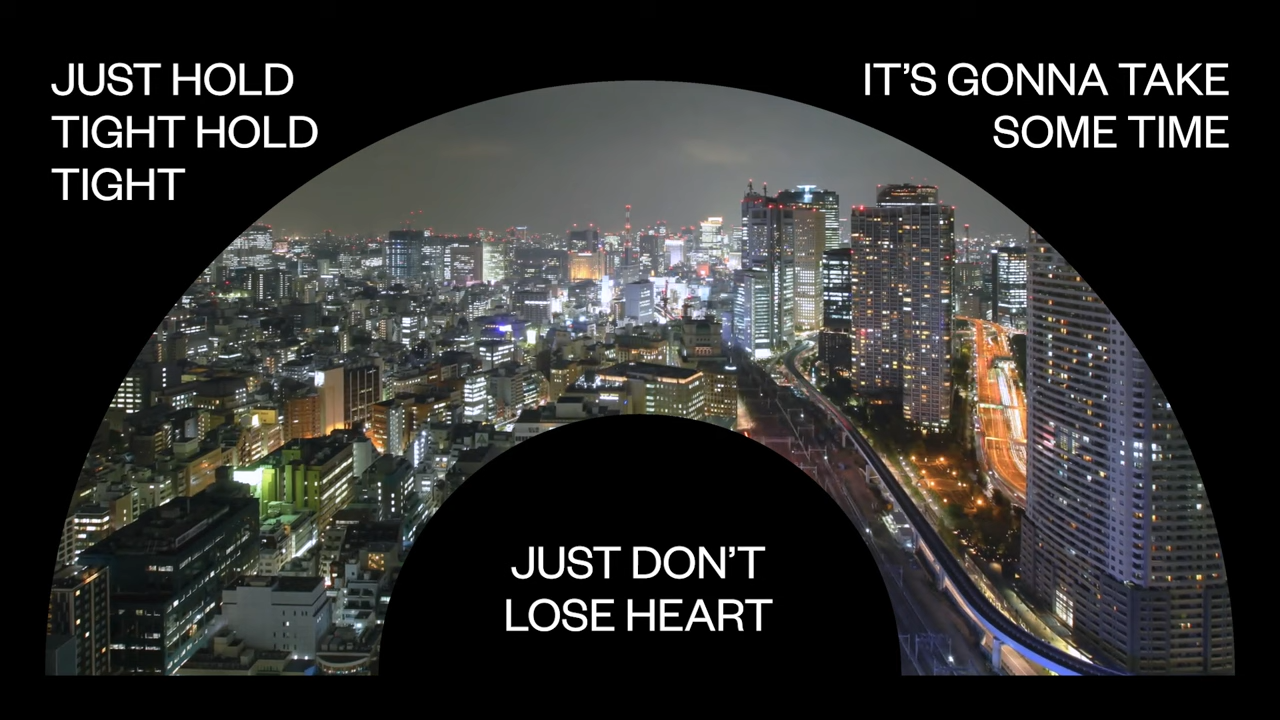 JUST HOLD
TIGHT HOLD
TIGHT
IT’S GONNA TAKE
SOME TIME
JUST DON’T
LOSE HEART